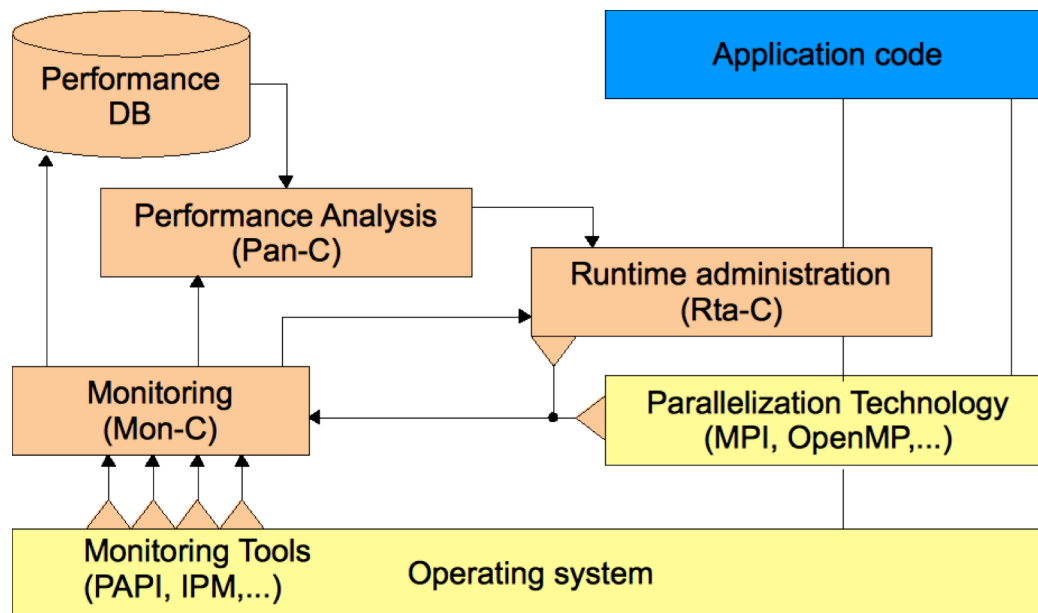 Performance
DB
Application code
Performance Analysis
(Pan-C)
Runtime administration
(Rta-C)
Monitoring
(Mon-C)
Parallelization Technology
(MPI, OpenMP,...)
Monitoring Tools
(PAPI, IPM,...)
Operating system